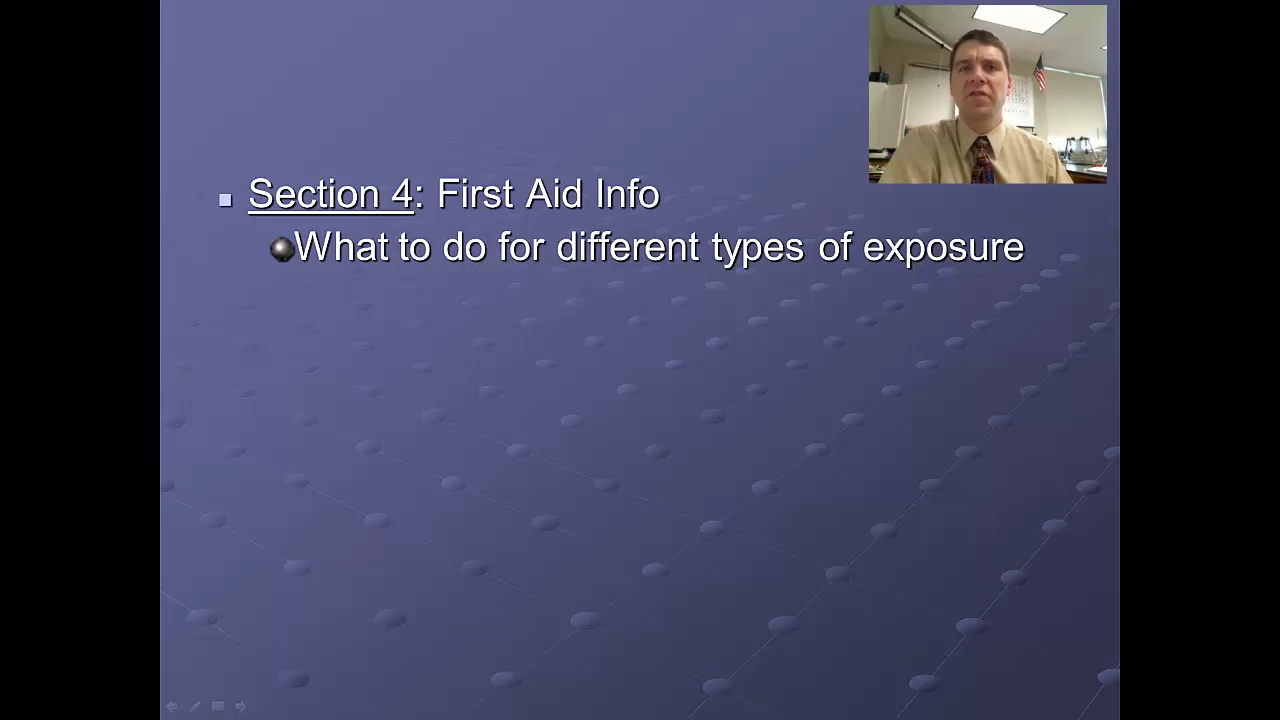 Section 4: First Aid Info
What to do for different types of exposure